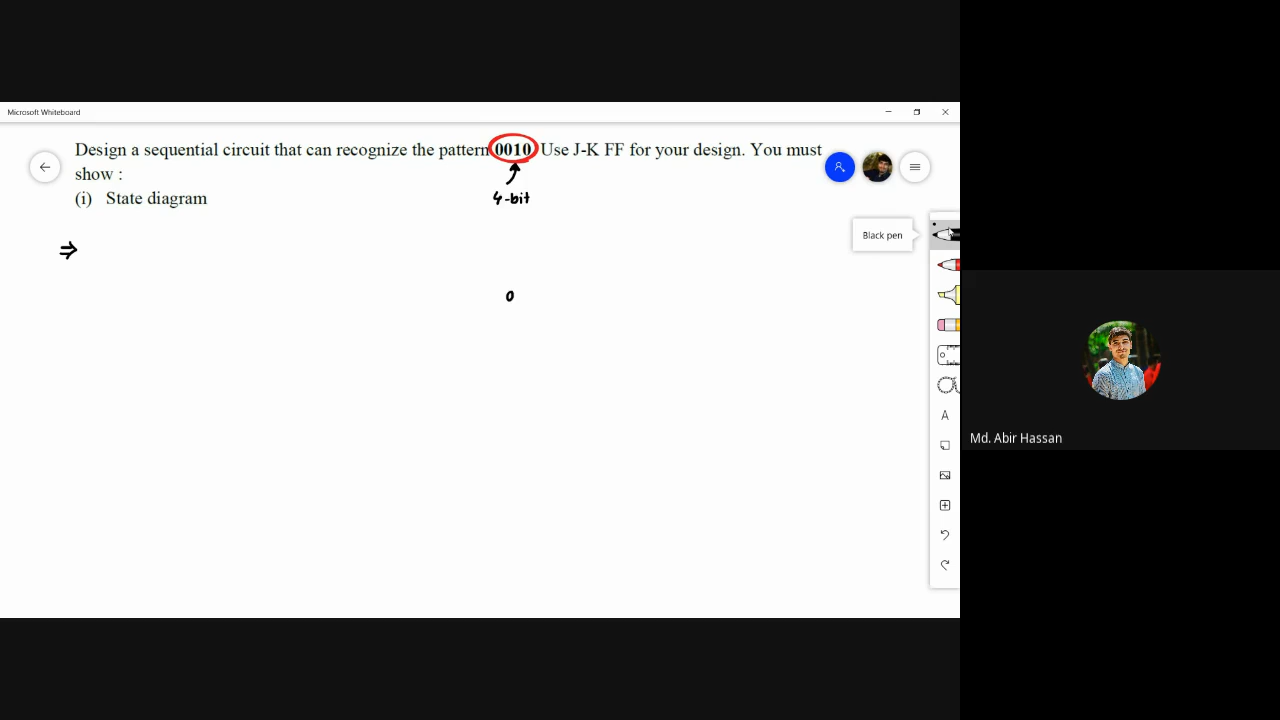 Microsoft Whiteboard
Design a sequential circuit that can recognize the pattern 0010. Use J-K FF for your design. You must
show :
4-bit
(i) State diagram
Black pen
⇒
0
A
Md. Abir Hassan